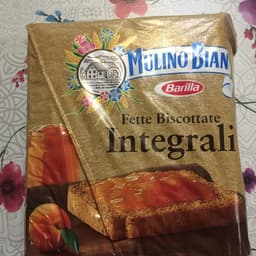 MULINO BIAN
Barilla
Fette Biscottate
Integrali